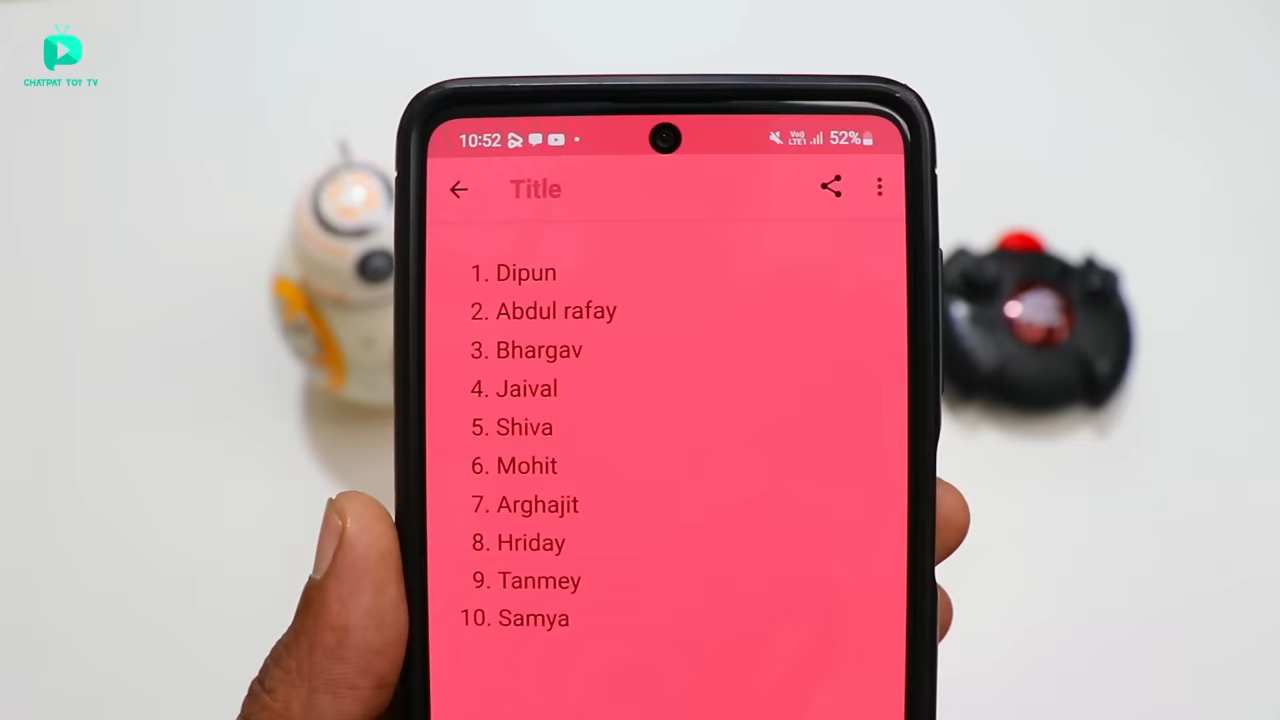 CHATPAT TOY TV
10:52 52%
VoLTE1
Title
1. Dipun
2. Abdul rafay
3. Bhargav
4. Jaival
5. Shiva
6. Mohit
7. Arghajit
8. Hriday
9. Tanmey
10. Samya